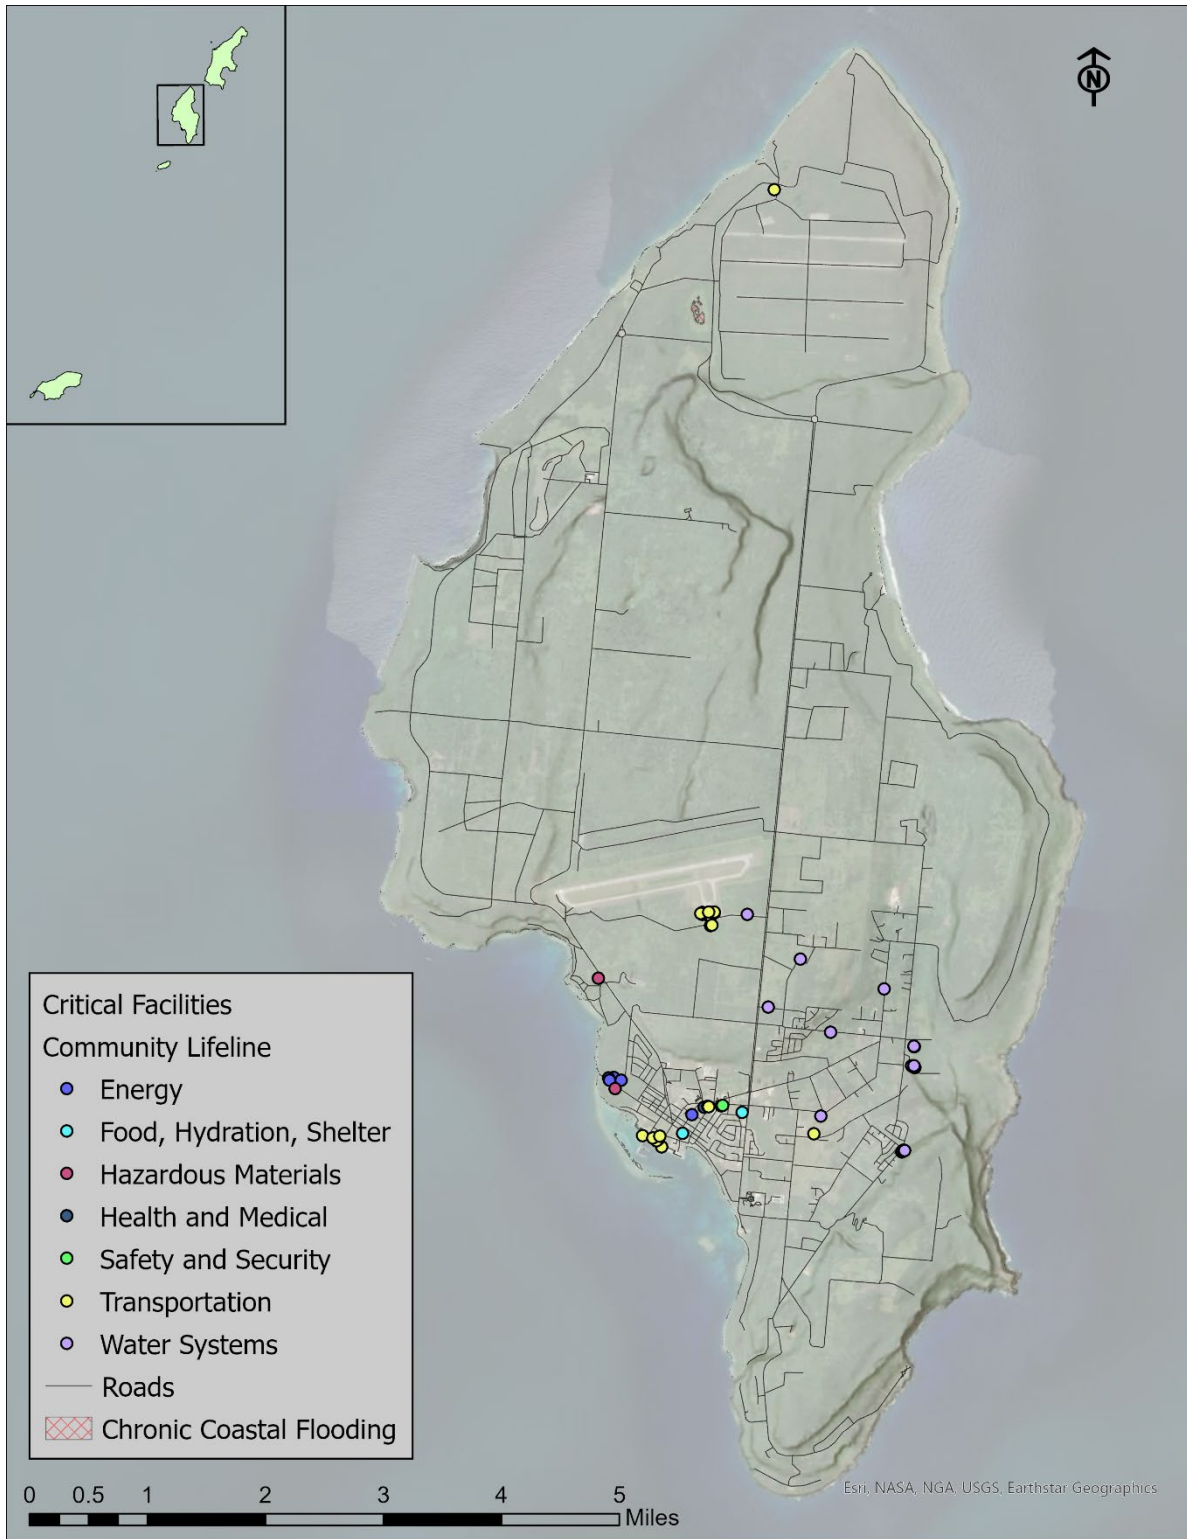 N
Critical Facilities
Community Lifeline
Energy
Food, Hydration, Shelter
Hazardous Materials
Health and Medical
Safety and Security
Transportation
Water Systems
Roads
Chronic Coastal Flooding
Esri, NASA, NGA, USGS, Earthstar Geographics
0 0.5 1 2 3 4 5
Miles